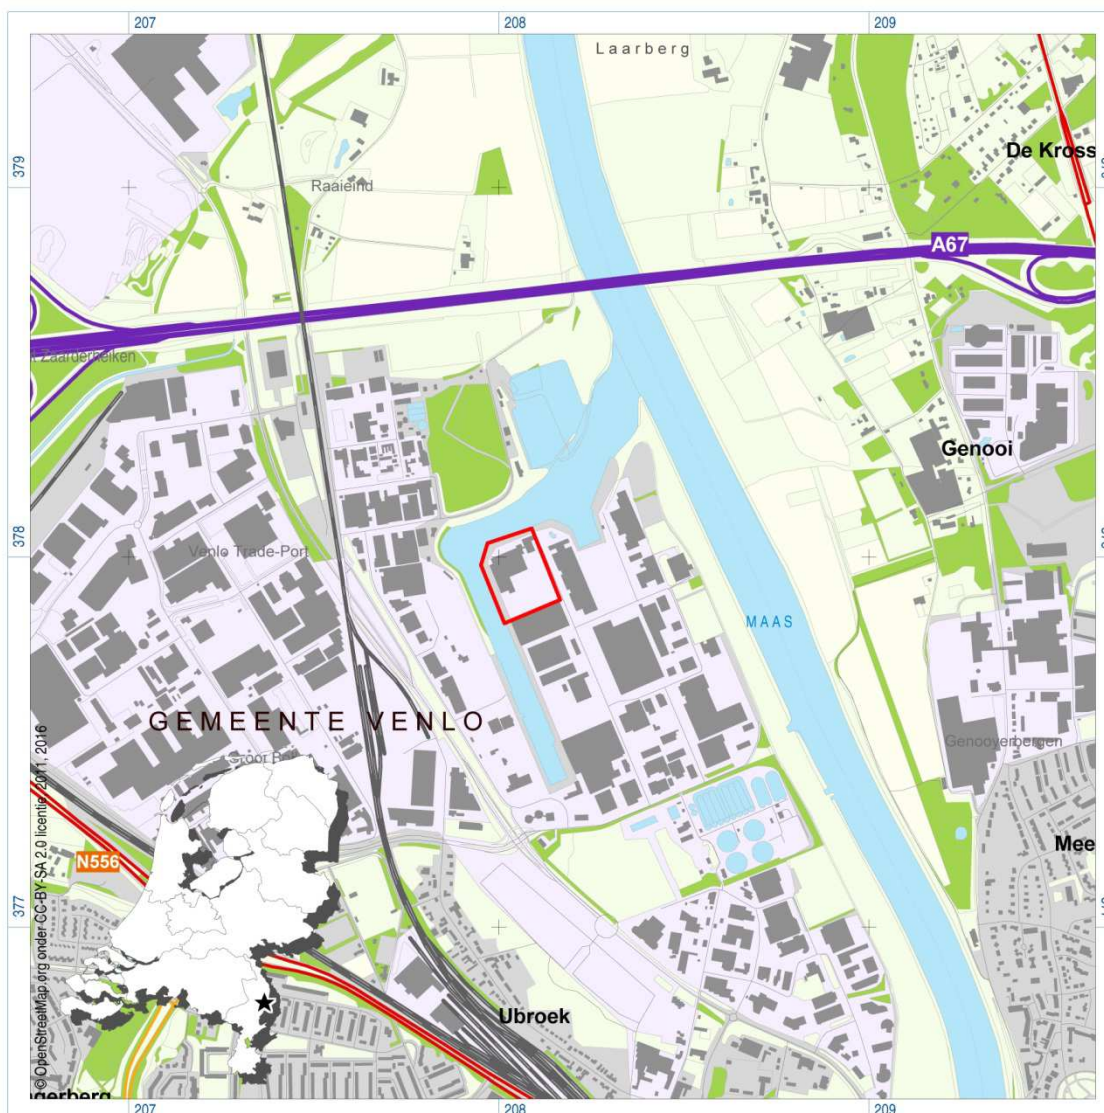 207
208
209
Laarberg
De Kross
379
Raaieind
A67
Zaarderheiken
Genooi
378
Venlo Trade-Port
MAAS
GEMEENTE VENLO
Genooyerbergen
Mee
N556
377
© OpenStreetMap.org onder CC-BY-SA 2.0 licentie, 2011, 2016
Ubroek
gerberg
207
208
209